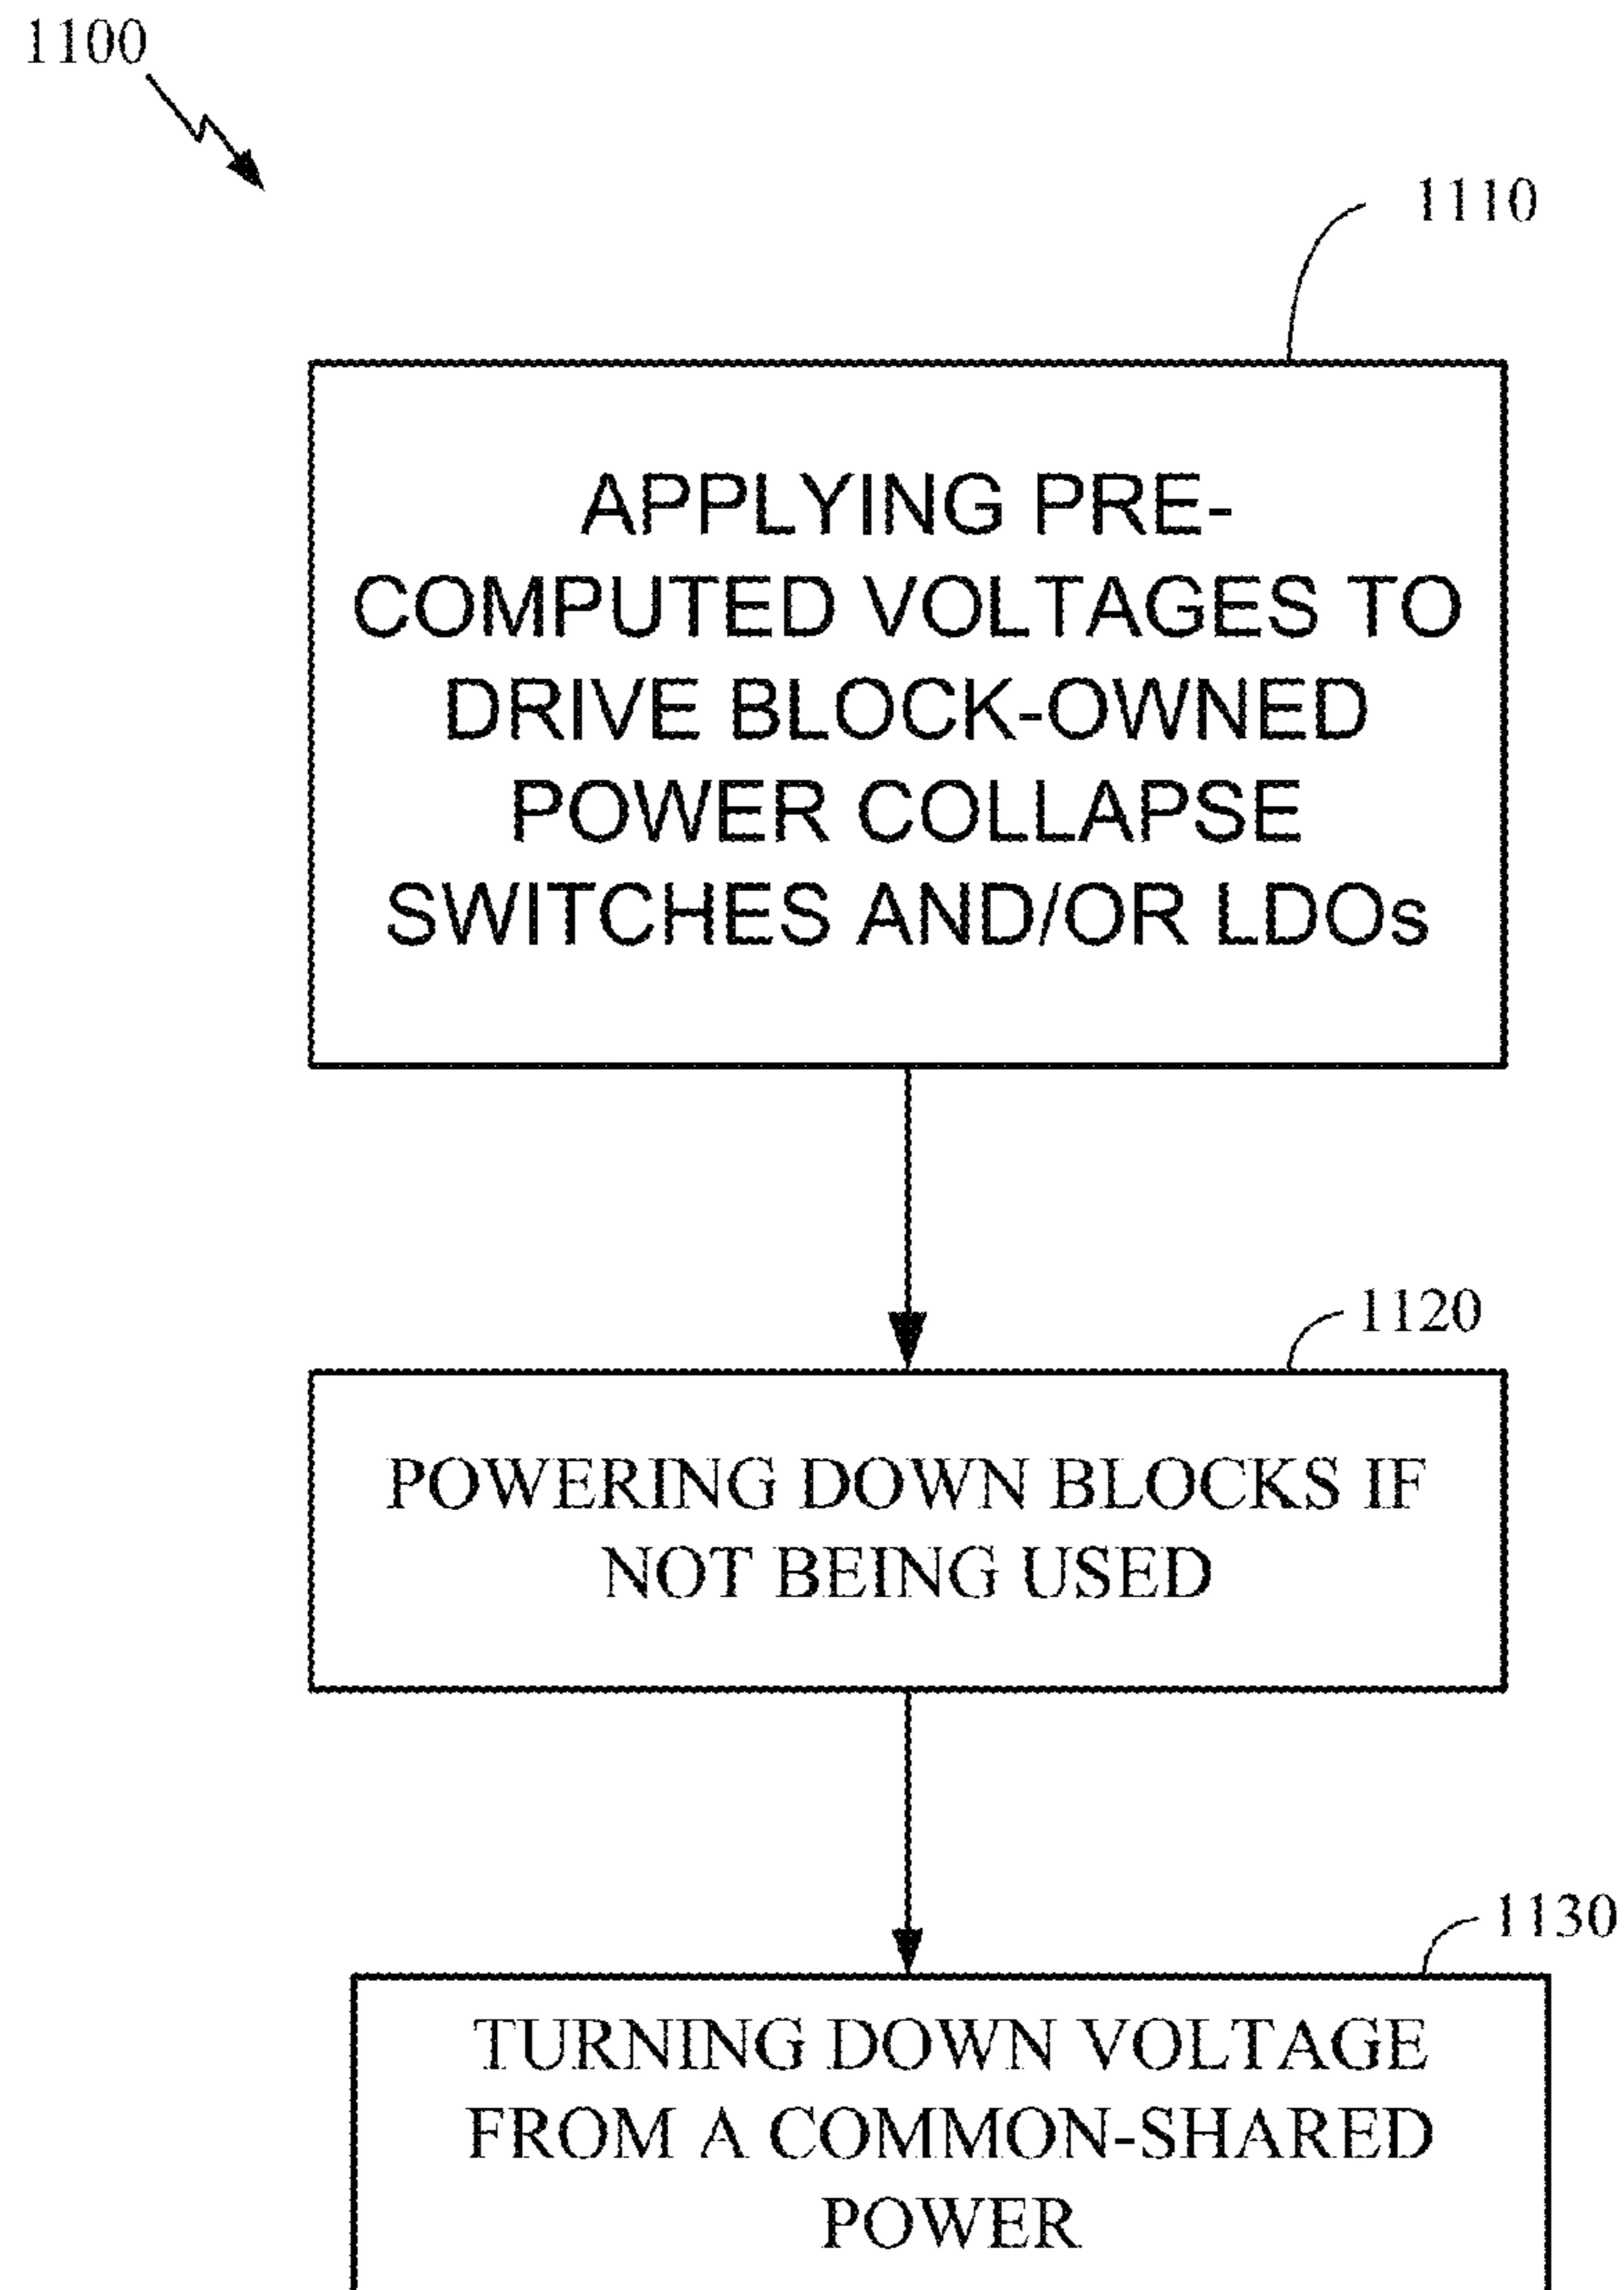 1100
1110
APPLYING PRE-
COMPUTED VOLTAGES TO
DRIVE BLOCK-OWNED
POWER COLLAPSE
SWITCHES AND/OR LDOs
1120
POWERING DOWN BLOCKS IF
NOT BEING USED
1130
TURNING DOWN VOLTAGE
FROM A COMMON-SHARED
POWER